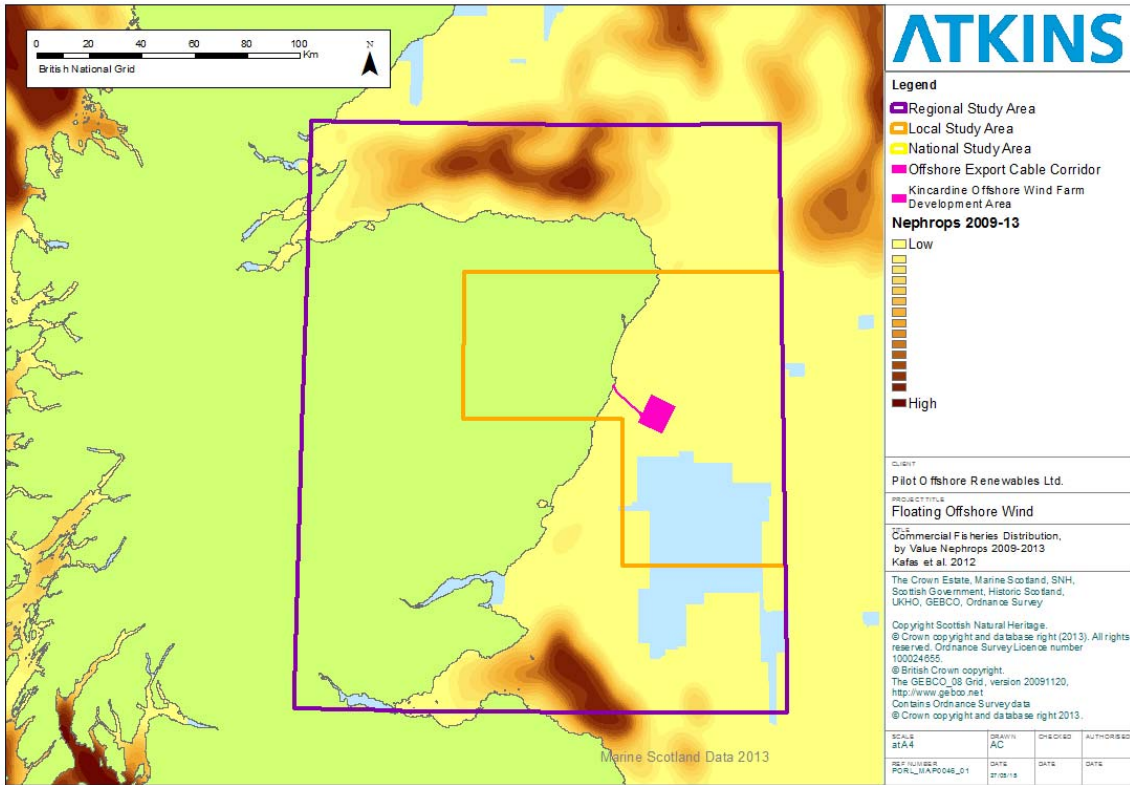 0 20 40 60 80 100
Km
British National Grid
N
Marine Scotland Data 2013
ATKINS
Legend
Regional Study Area
Local Study Area
National Study Area
Offshore Export Cable Corridor
Kincardine Offshore Wind Farm
Development Area
Nephrops 2009-13
Low
High
CLIENT
Pilot Offshore Renewables Ltd.
PROJECT TITLE
Floating Offshore Wind
TITLE
Commercial Fisheries Distribution,
by Value Nephrops 2009-2013
Kafas et al. 2012
The Crown Estate, Marine Scotland, SNH,
Scottish Government, Historic Scotland,
UKHO, GEBCO, Ordnance Survey
Copyright Scottish Natural Heritage.
© Crown copyright and database right (2013). All rights
reserved. Ordnance Survey Licence number
100024655.
© British Crown copyright.
The GEBCO_08 Grid, version 20091120,
http://www.gebco.net
Contains Ordnance Survey data
© Crown copyright and database right 2013.
SCALE DRAWN CHECKED AUTHORISED
at A4 AC
REF NUMBER DATE DATE DATE
PORL_MAP0046_01